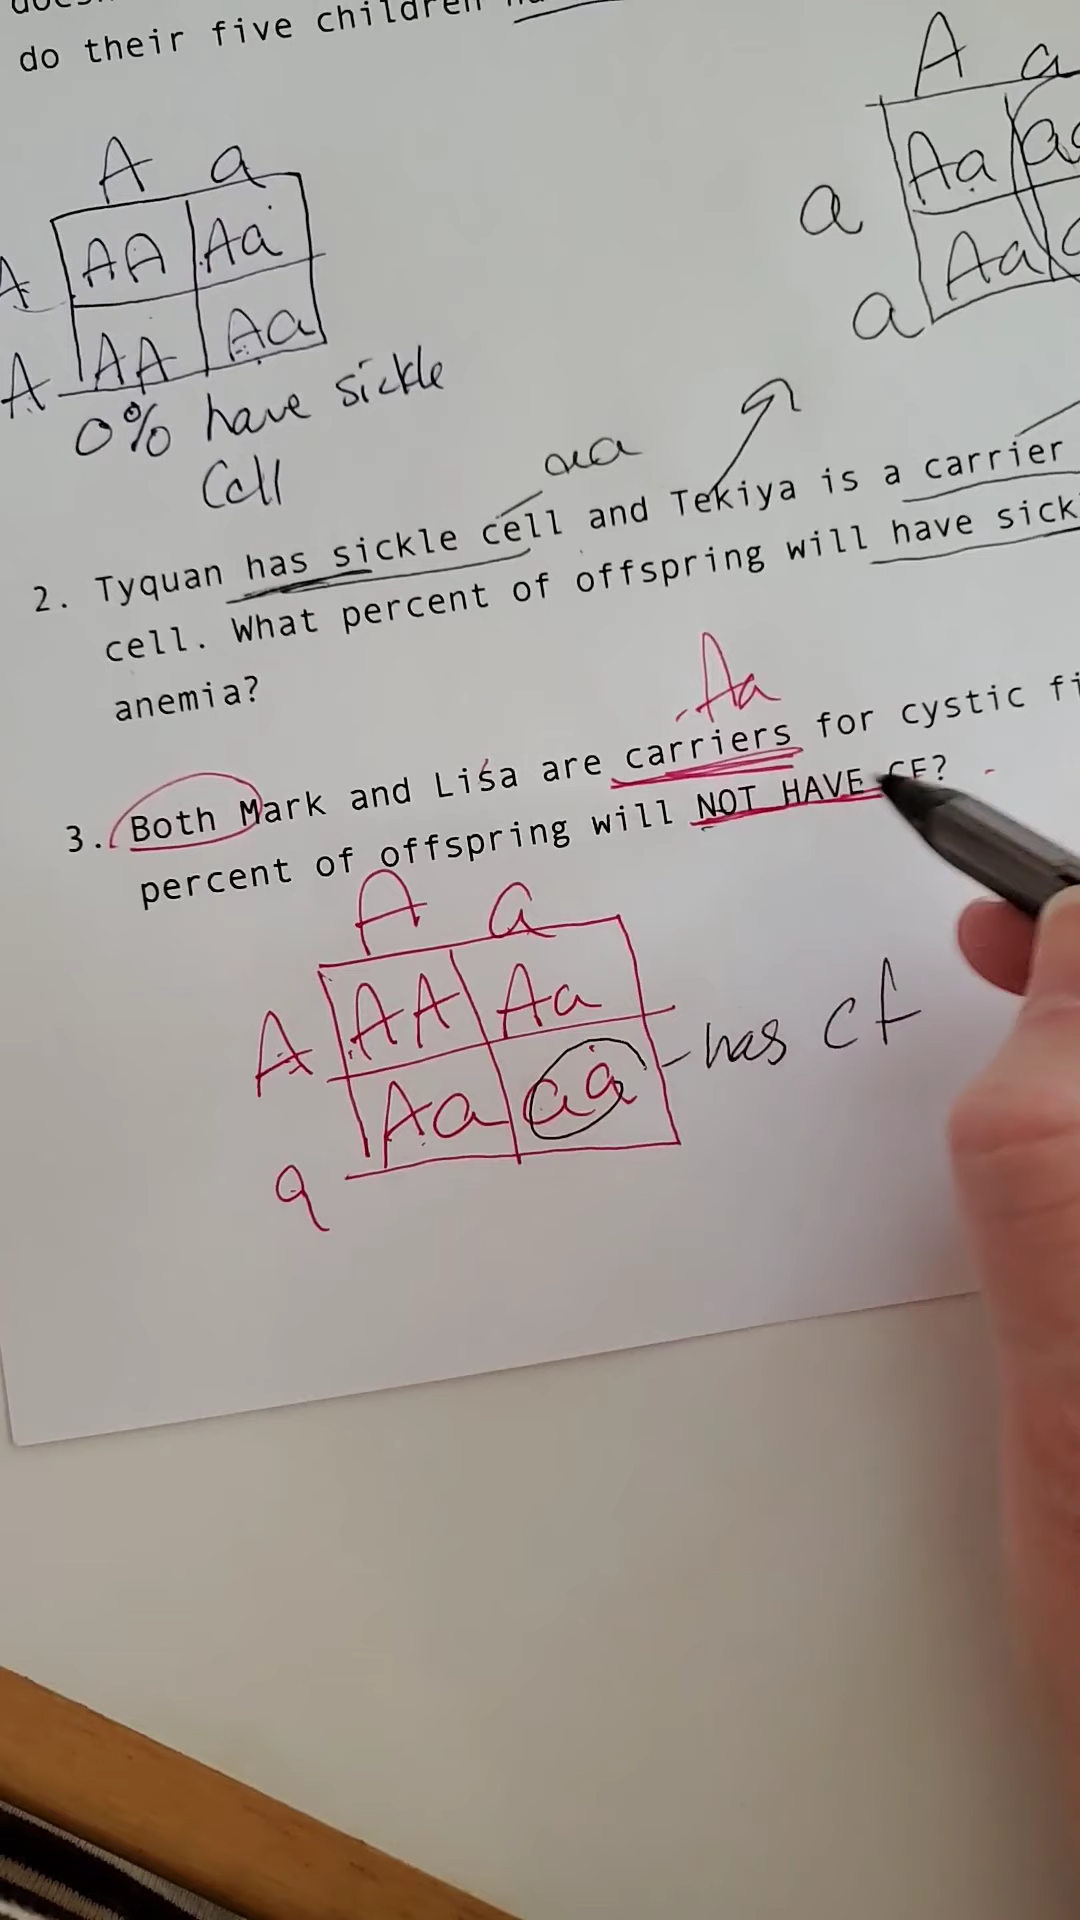 do their five children
A a
A AA Aa
A AA Aa
0% have sickle
Cell
A a
a Aa
a Aa
aa
2. Tyquan has sickle cell and Tekiya is a carrier
cell. What percent of offspring will have sick
anemia?
Aa
3. Both Mark and Lisa are carriers for cystic fi
percent of offspring will NOT HAVE CF?
A a
A AA Aa
a Aa aa - has cf